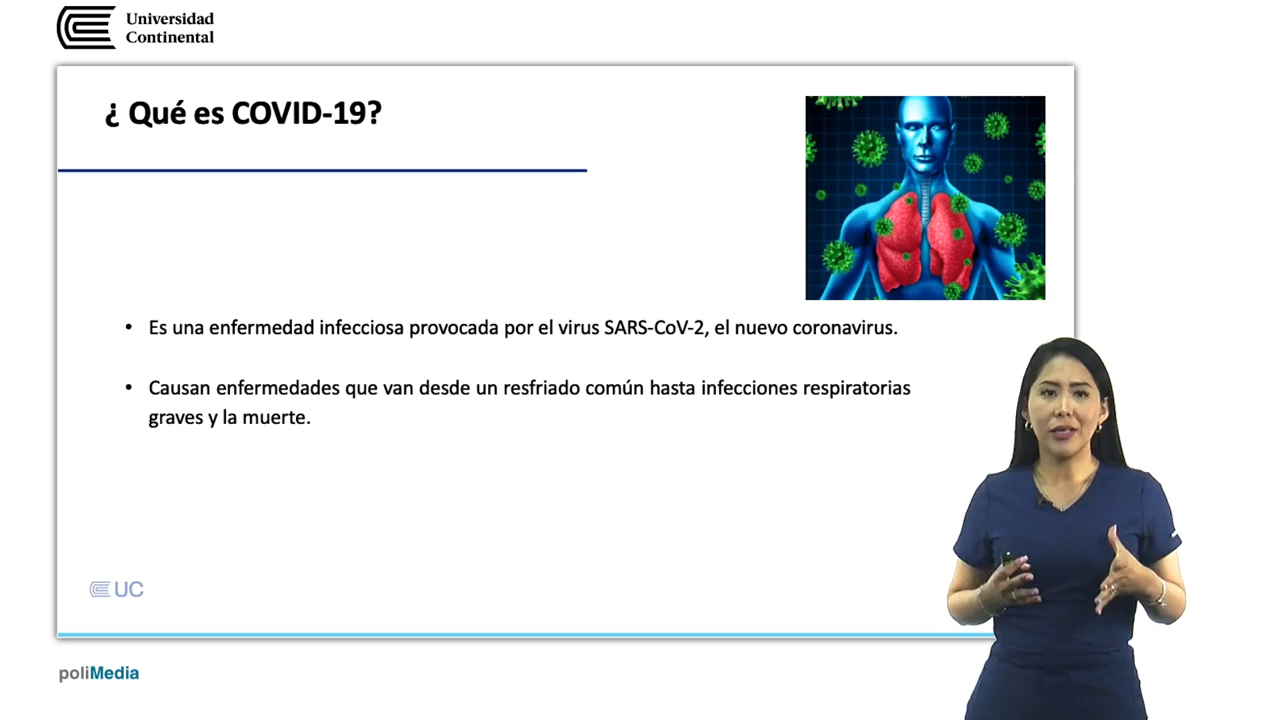 Universidad
Continental
¿ Qué es COVID-19?
• Es una enfermedad infecciosa provocada por el virus SARS-CoV-2, el nuevo coronavirus.
• Causan enfermedades que van desde un resfriado común hasta infecciones respiratorias
graves y la muerte.
UC
poliMedia